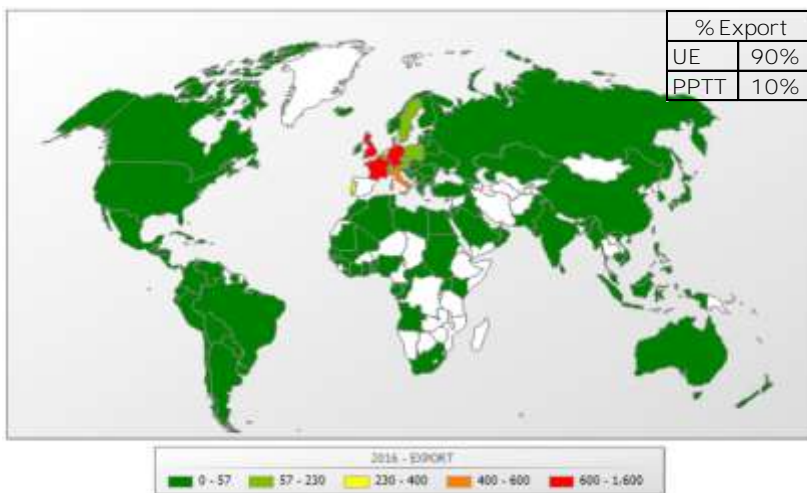 % Export
UE 90%
PPTT 10%
2016 - EXPORT
0 - 57 57 - 230 230 - 400 400 - 600 600 - 1.600